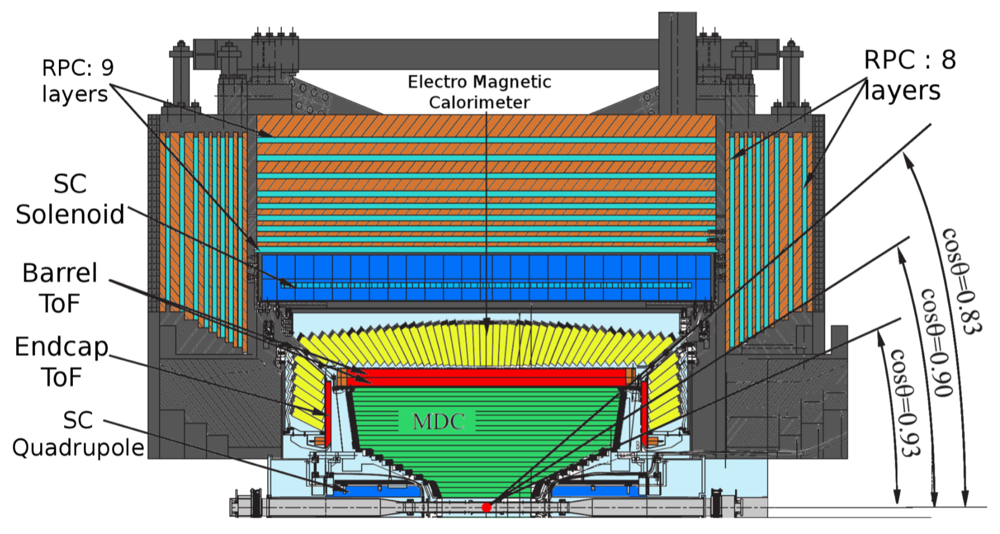 RPC: 9
layers
Electro Magnetic
Calorimeter
RPC : 8
layers
SC
Solenoid
Barrel
ToF
Endcap
ToF
SC
Quadrupole
MDC
cosθ=0.83
cosθ=0.90
cosθ=0.93